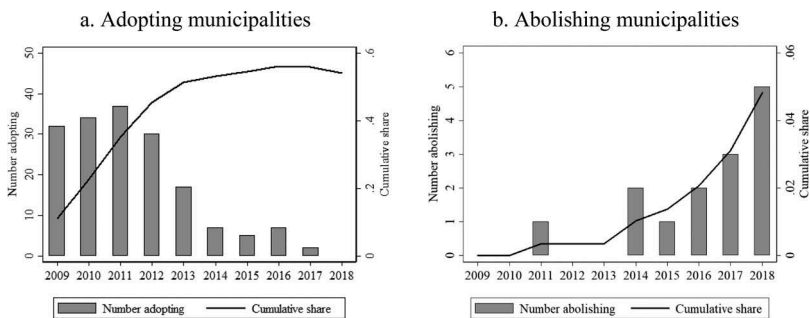 a. Adopting municipalities
50
40
30
20
10
0
Number adopting
.6
.4
.2
0
Cumulative share
2009 2010 2011 2012 2013 2014 2015 2016 2017 2018
Number adopting Cumulative share
b. Abolishing municipalities
6
5
4
3
2
1
0
Number abolishing
.06
.04
.02
0
Cumulative share
2009 2010 2011 2012 2013 2014 2015 2016 2017 2018
Number abolishing Cumulative share